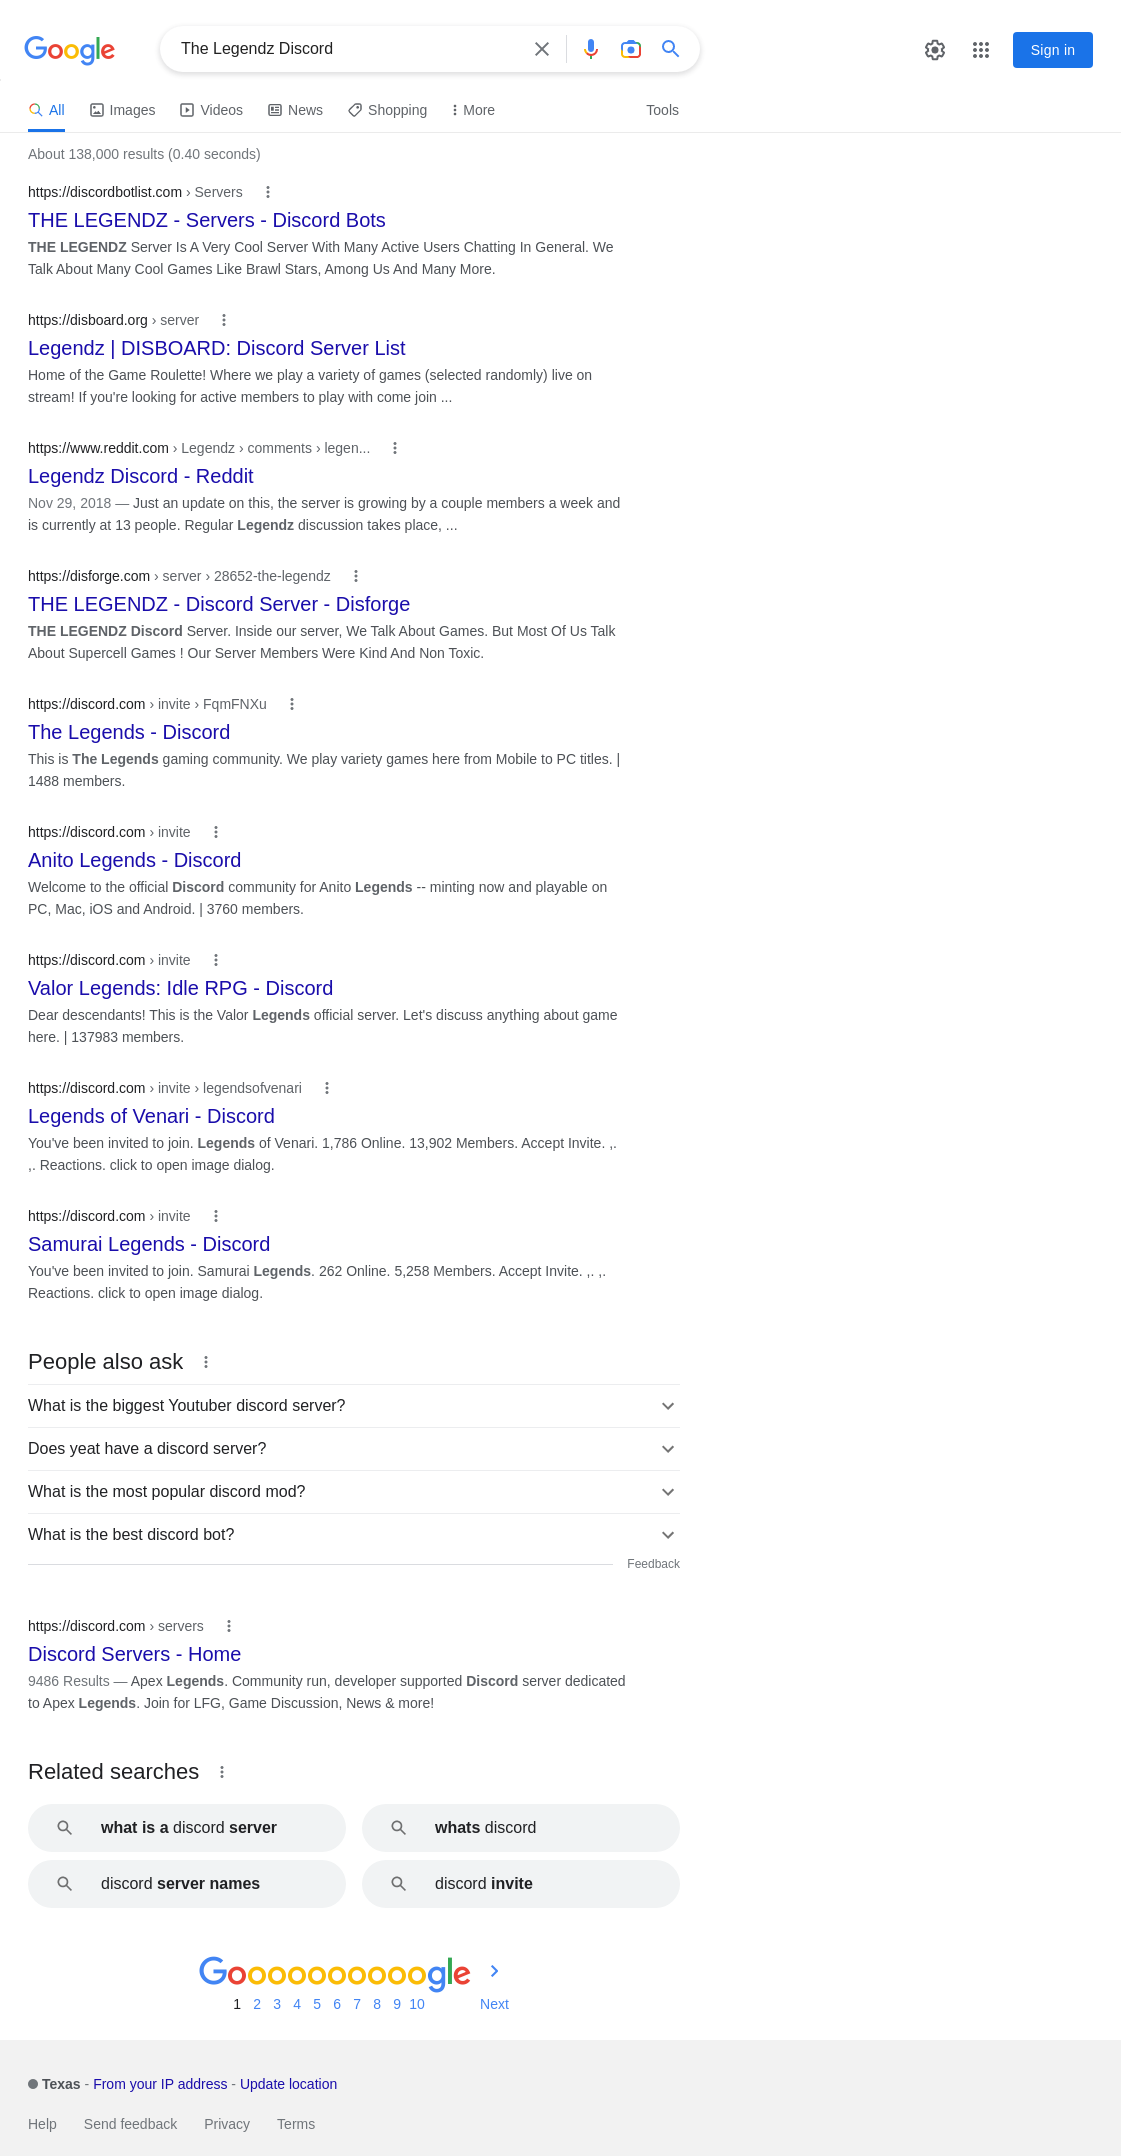 Google
The Legendz Discord
Sign in
All Images Videos News Shopping More Tools
About 138,000 results (0.40 seconds)
https://discordbotlist.com › Servers
THE LEGENDZ - Servers - Discord Bots
THE LEGENDZ Server Is A Very Cool Server With Many Active Users Chatting In General. We
Talk About Many Cool Games Like Brawl Stars, Among Us And Many More.
https://disboard.org › server
Legendz | DISBOARD: Discord Server List
Home of the Game Roulette! Where we play a variety of games (selected randomly) live on
stream! If you're looking for active members to play with come join ...
https://www.reddit.com › Legendz › comments › legen...
Legendz Discord - Reddit
Nov 29, 2018 — Just an update on this, the server is growing by a couple members a week and
is currently at 13 people. Regular Legendz discussion takes place, ...
https://disforge.com › server › 28652-the-legendz
THE LEGENDZ - Discord Server - Disforge
THE LEGENDZ Discord Server. Inside our server, We Talk About Games. But Most Of Us Talk
About Supercell Games ! Our Server Members Were Kind And Non Toxic.
https://discord.com › invite › FqmFNXu
The Legends - Discord
This is The Legends gaming community. We play variety games here from Mobile to PC titles. |
1488 members.
https://discord.com › invite
Anito Legends - Discord
Welcome to the official Discord community for Anito Legends -- minting now and playable on
PC, Mac, iOS and Android. | 3760 members.
https://discord.com › invite
Valor Legends: Idle RPG - Discord
Dear descendants! This is the Valor Legends official server. Let's discuss anything about game
here. | 137983 members.
https://discord.com › invite › legendsofvenari
Legends of Venari - Discord
You've been invited to join. Legends of Venari. 1,786 Online. 13,902 Members. Accept Invite. ,.
,. Reactions. click to open image dialog.
https://discord.com › invite
Samurai Legends - Discord
You've been invited to join. Samurai Legends. 262 Online. 5,258 Members. Accept Invite. ,. ,.
Reactions. click to open image dialog.
People also ask
What is the biggest Youtuber discord server?
Does yeat have a discord server?
What is the most popular discord mod?
What is the best discord bot?
Feedback
https://discord.com › servers
Discord Servers - Home
9486 Results — Apex Legends. Community run, developer supported Discord server dedicated
to Apex Legends. Join for LFG, Game Discussion, News & more!
Related searches
what is a discord server
whats discord
discord server names
discord invite
Goooooooooogle
1 2 3 4 5 6 7 8 9 10 Next
Texas - From your IP address - Update location
Help Send feedback Privacy Terms